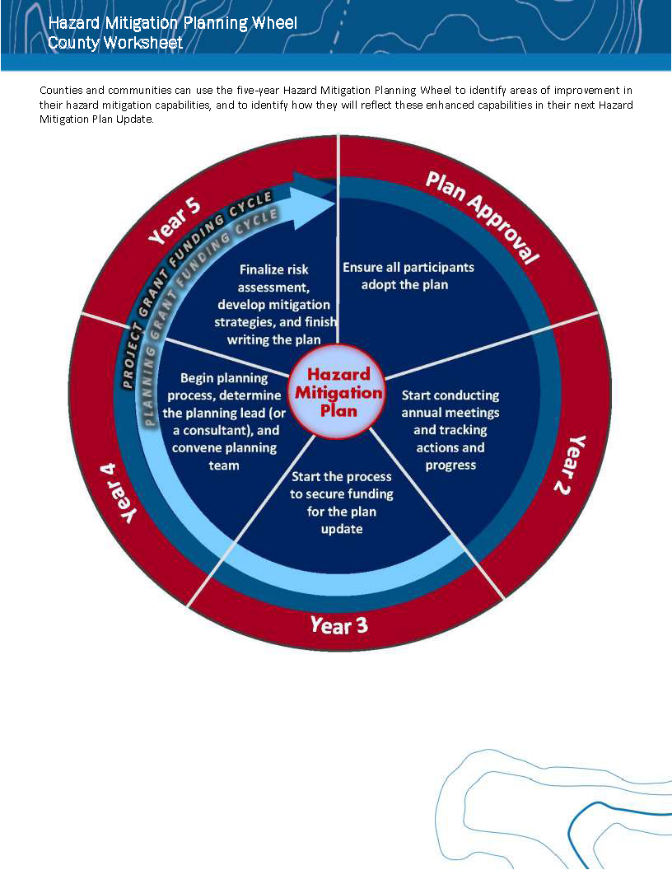 Hazard Mitigation Planning Wheel
County Worksheet
Counties and communities can use the five-year Hazard Mitigation Planning Wheel to identify areas of improvement in
their hazard mitigation capabilities, and to identify how they will reflect these enhanced capabilities in their next Hazard
Mitigation Plan Update.
Plan Approval
Ensure all participants
adopt the plan
Year 2
Start conducting
annual meetings
and tracking
actions and
progress
Year 3
Start the process
to secure funding
for the plan
update
Year 4
Begin planning
process, determine
the planning lead (or
a consultant), and
convene planning
team
Year 5
Finalize risk
assessment,
develop mitigation
strategies, and finish
writing the plan
PROJECT GRANT FUNDING CYCLE
PLANNING GRANT FUNDING CYCLE
Hazard
Mitigation
Plan